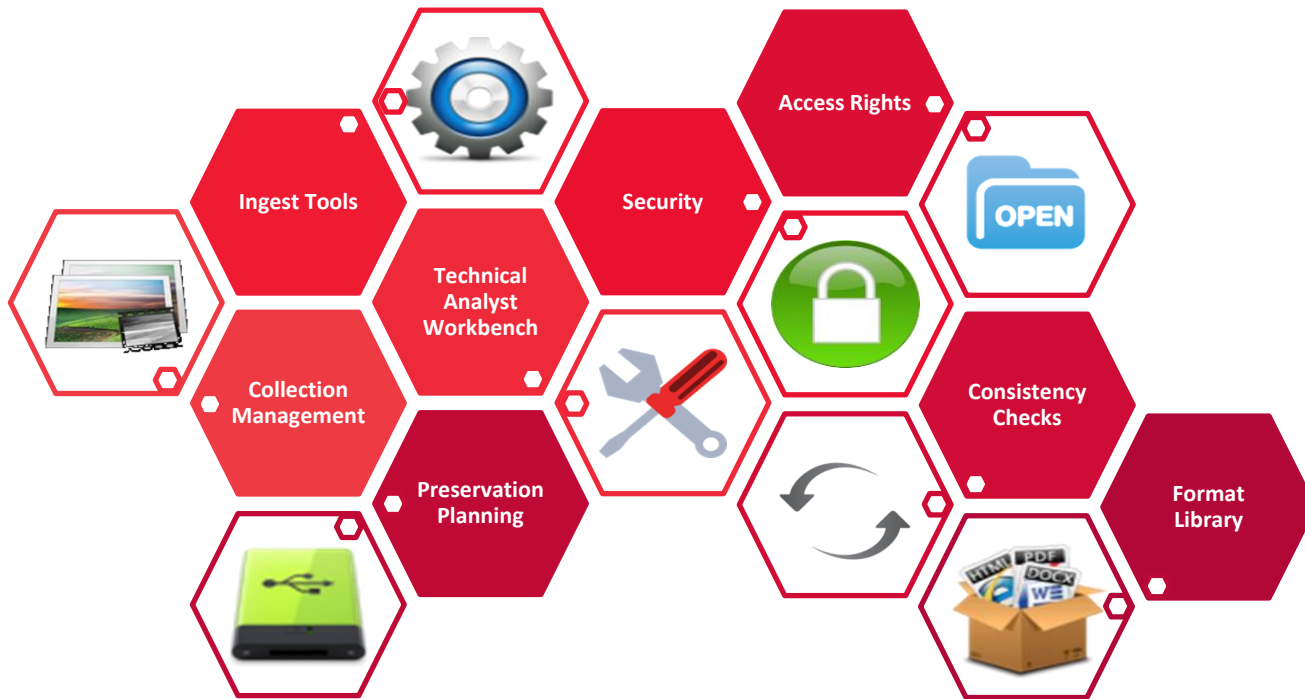 Access Rights
Ingest Tools
Security
OPEN
Technical
Analyst
Workbench
Collection
Management
Consistency
Checks
Preservation
Planning
Format
Library
HTML
PDF
DOCX
W